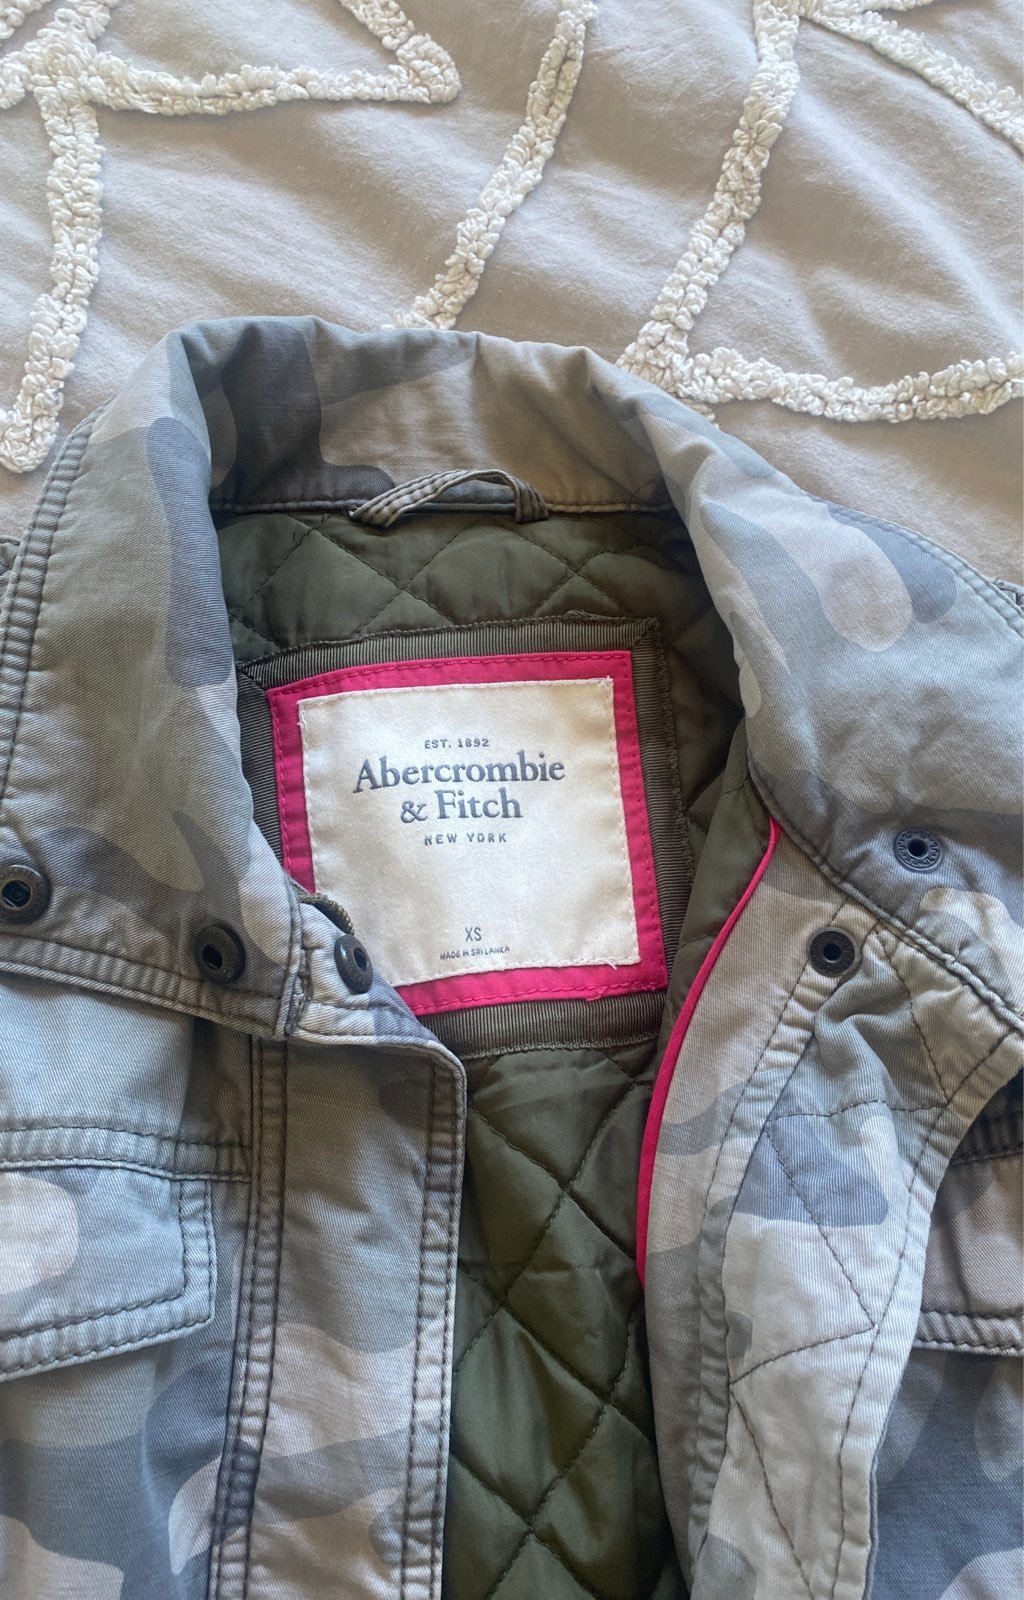 EST. 1892
Abercrombie
& Fitch
NEW YORK
XS
MADE IN SRI LANKA